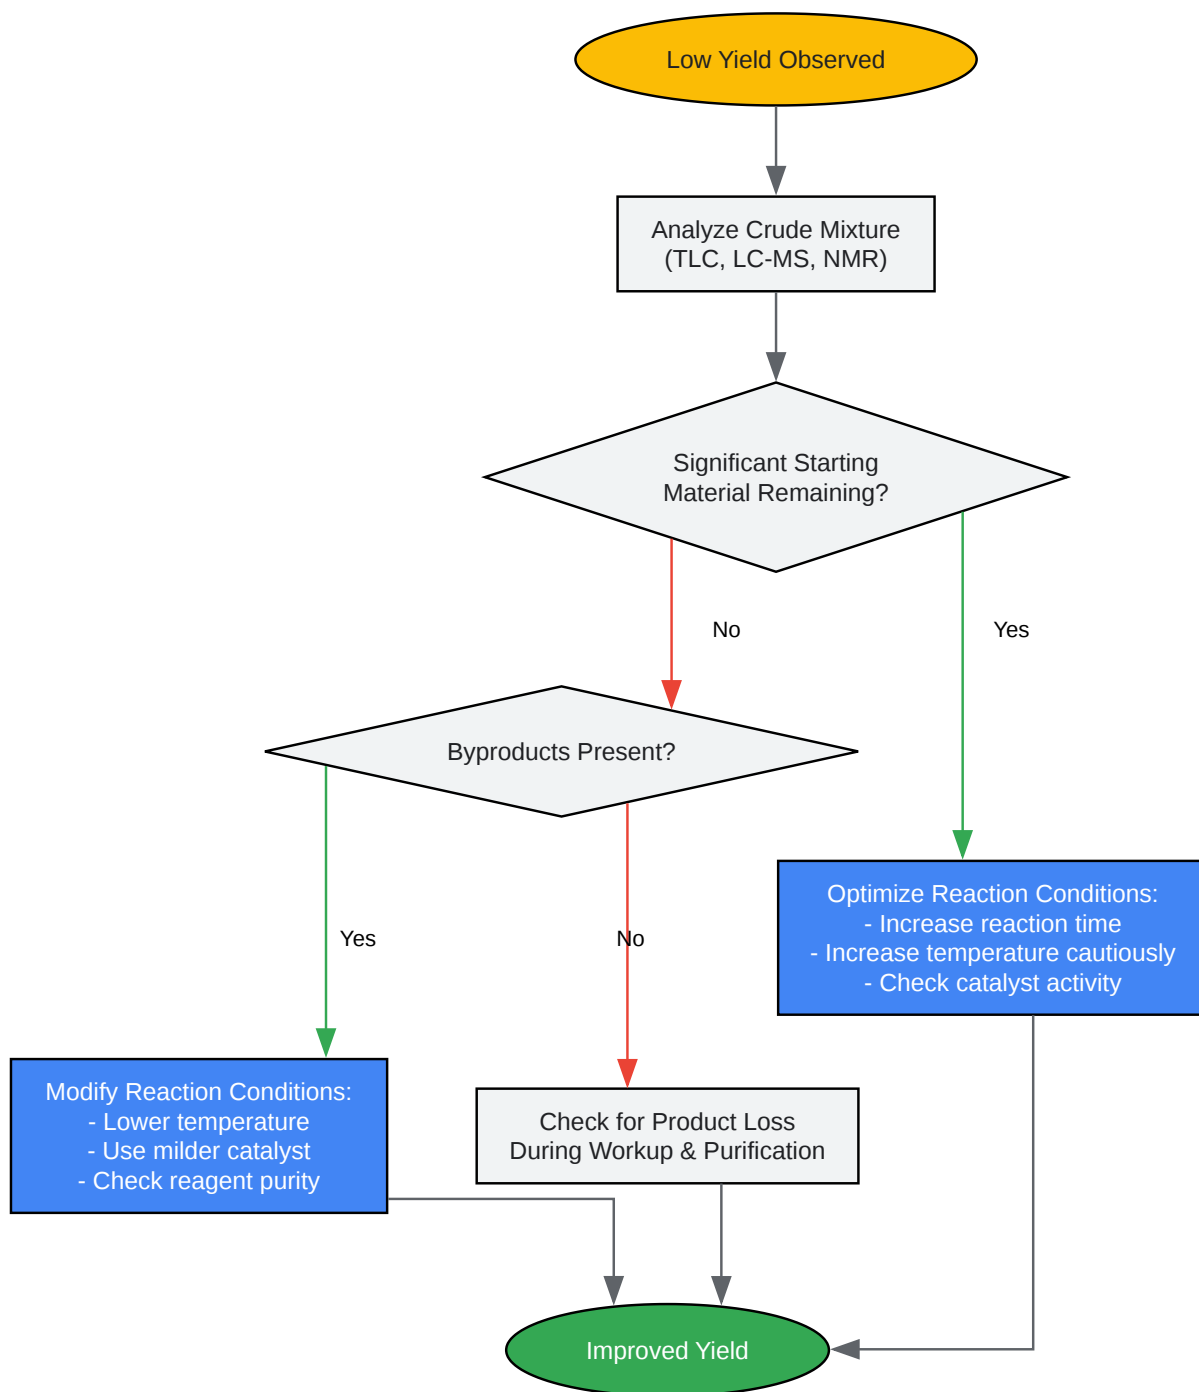 Low Yield Observed
Analyze Crude Mixture
(TLC, LC-MS, NMR)
Significant Starting
Material Remaining?
No
Yes
Byproducts Present?
Optimize Reaction Conditions:
- Increase reaction time
- Increase temperature cautiously
- Check catalyst activity
Yes
No
Modify Reaction Conditions:
- Lower temperature
- Use milder catalyst
- Check reagent purity
Check for Product Loss
During Workup & Purification
Improved Yield